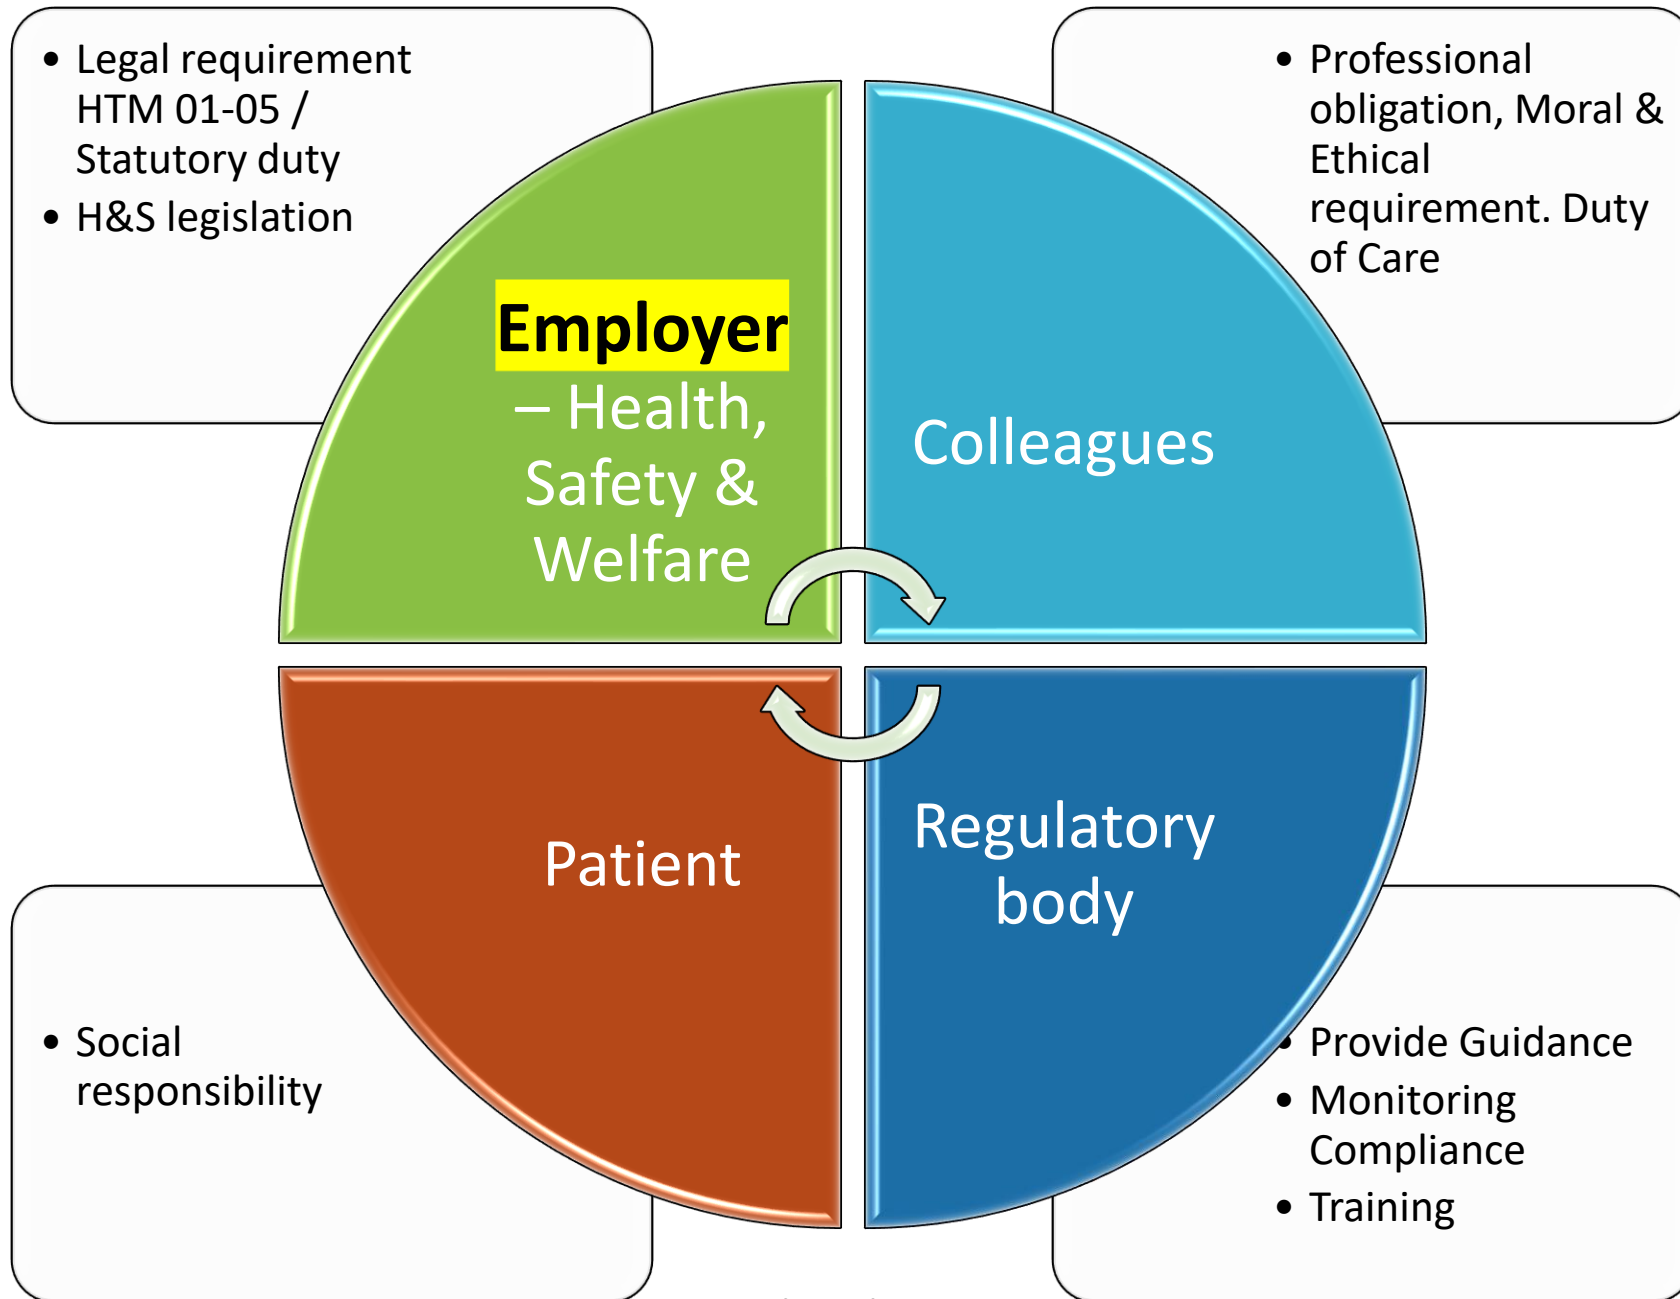 • Legal requirement
HTM 01-05 /
Statutory duty
• H&S legislation
• Professional
obligation, Moral &
Ethical
requirement. Duty
of Care
Employer
– Health,
Safety &
Welfare
Colleagues
Patient
Regulatory
body
• Social
responsibility
• Provide Guidance
• Monitoring
Compliance
• Training